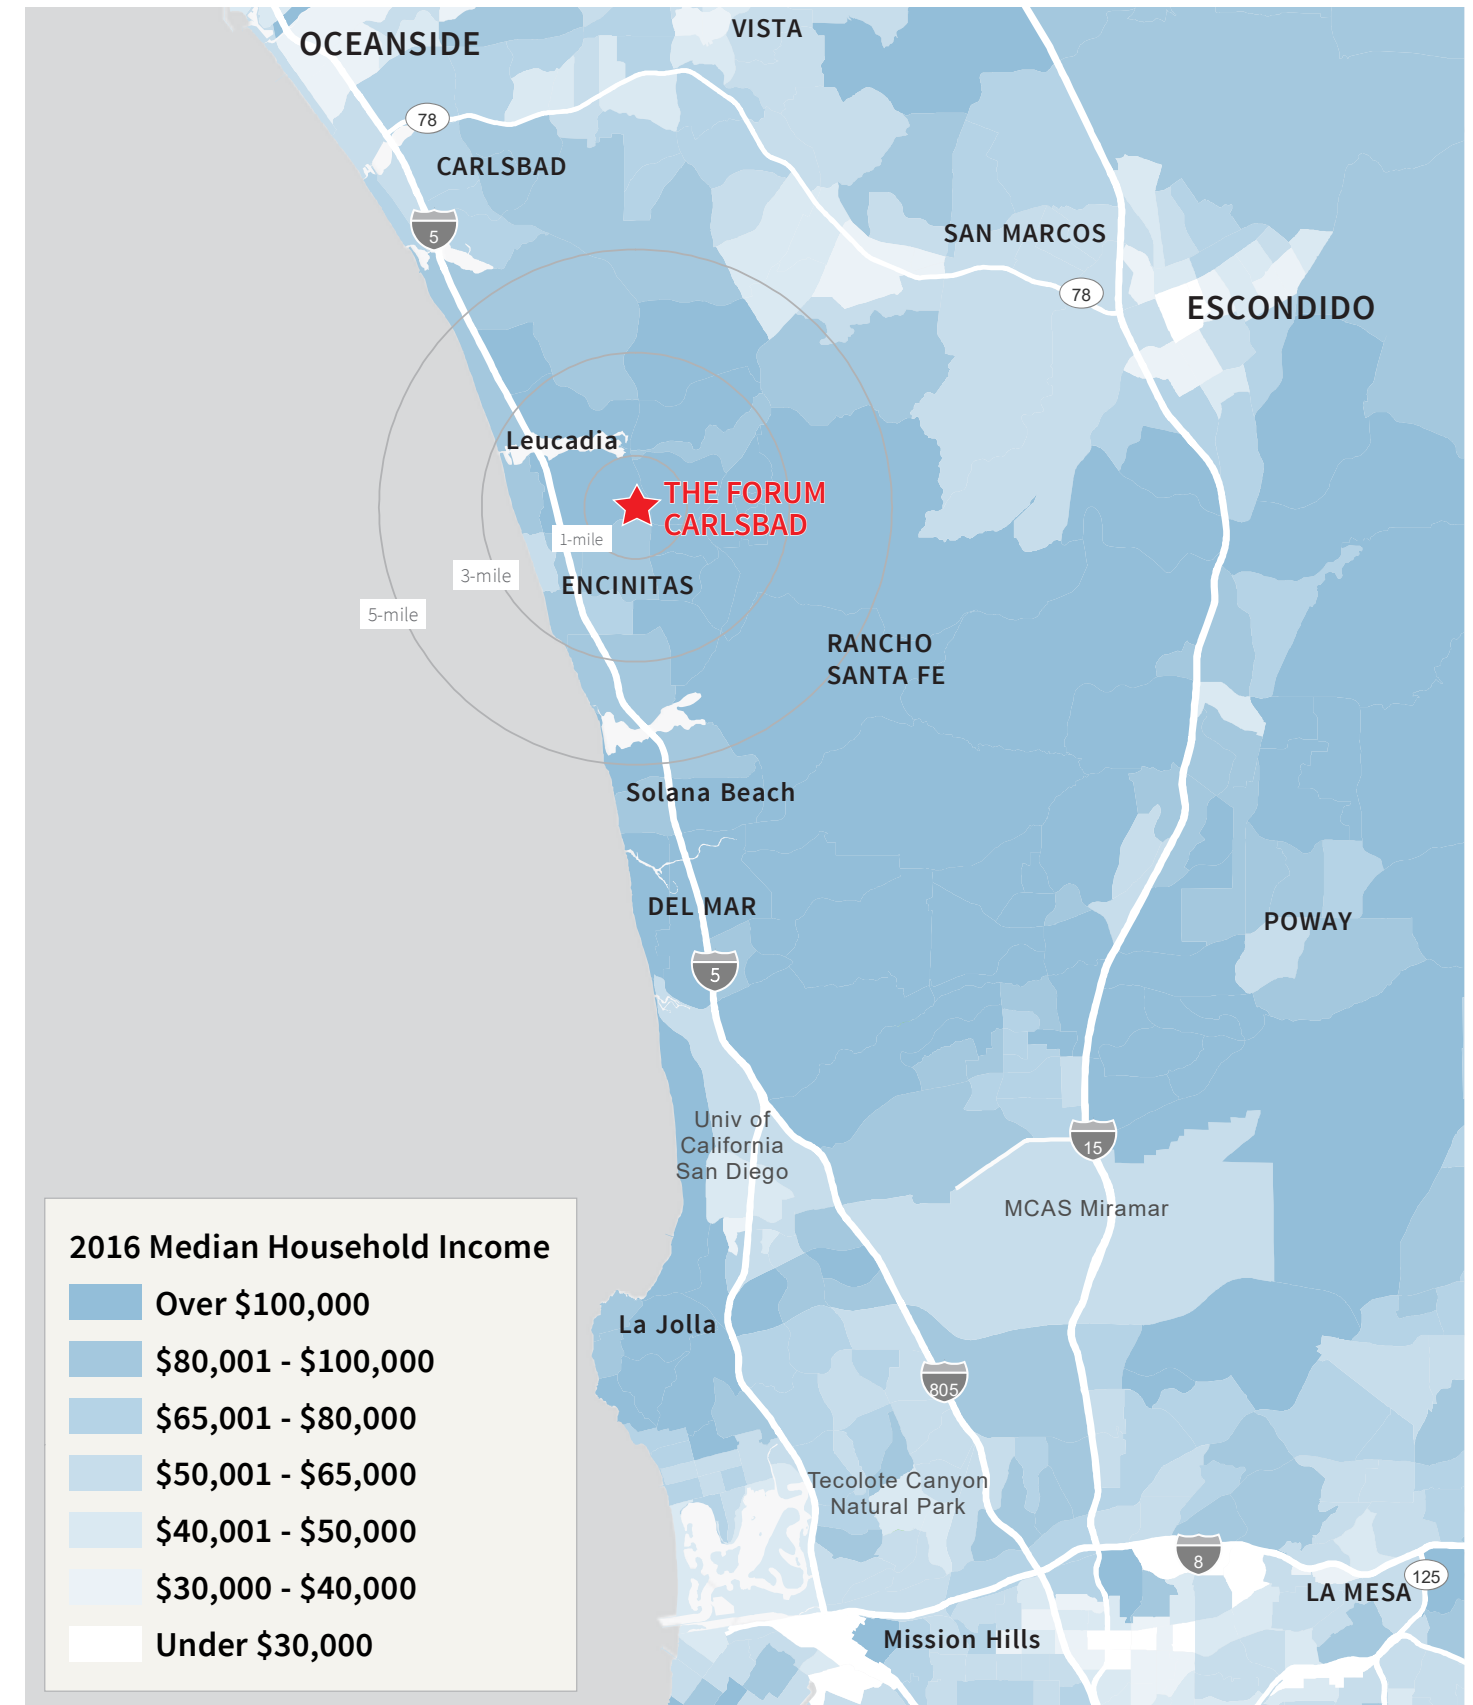 VISTA
OCEANSIDE
78
CARLSBAD
5
SAN MARCOS
78
ESCONDIDO
Leucadia
THE FORUM
CARLSBAD
1-mile
3-mile
ENCINITAS
5-mile
RANCHO
SANTA FE
Solana Beach
DEL MAR
POWAY
5
Univ of
California
San Diego
15
MCAS Miramar
2016 Median Household Income
Over $100,000
$80,001 - $100,000
$65,001 - $80,000
$50,001 - $65,000
$40,001 - $50,000
$30,000 - $40,000
Under $30,000
La Jolla
805
Tecolote Canyon
Natural Park
8
125
LA MESA
Mission Hills